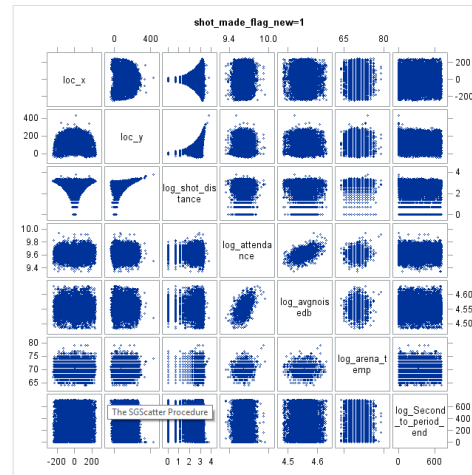 shot_made_flag_new=1
0 400 9.4 10.0 65 80
loc_x
200
0
-200
400
200
0
loc_y
log_shot_dis
tance
4
2
0
10.0
9.8
9.6
9.4
log_attenda
nce
log_avgnois
edb
4.60
4.55
4.50
80
75
70
65
log_arena_t
emp
The SGScatter Procedure
log_Second
_to_period_
end
600
400
200
0
-200 0 200 0 1 2 3 4 4.5 4.6 0 600